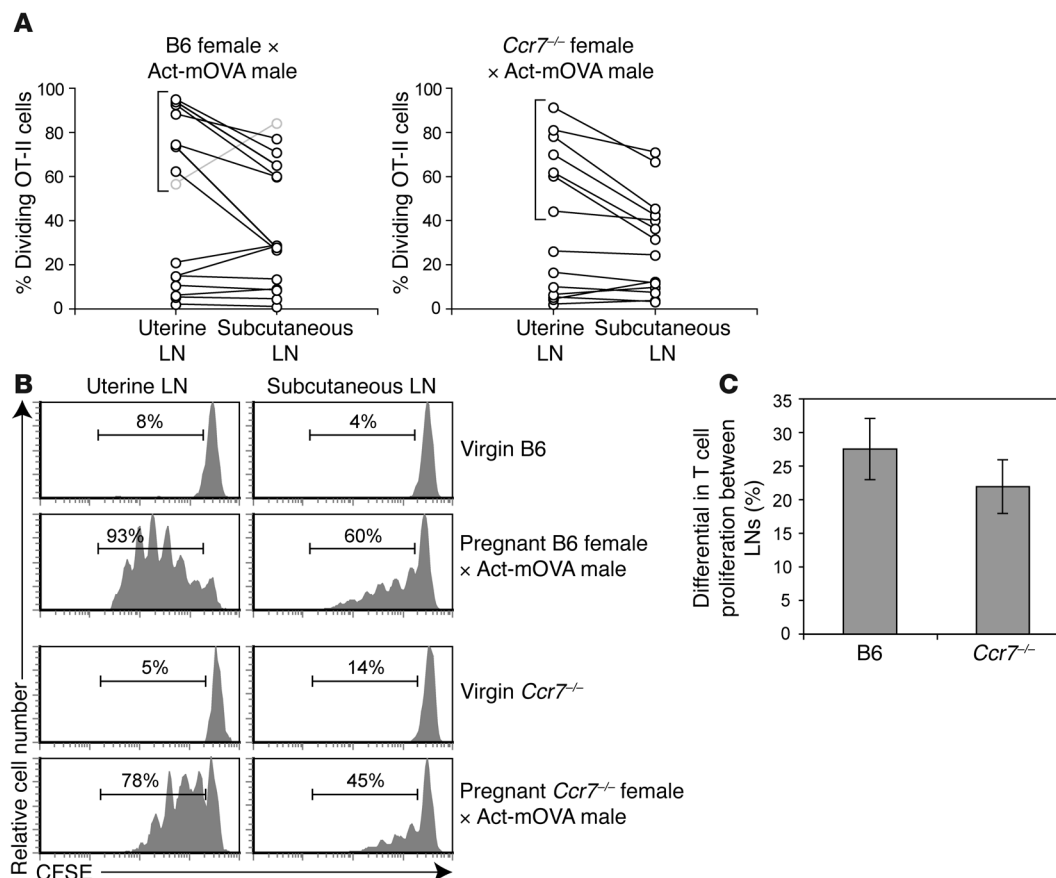 A
B6 female ×
Act-mOVA male
% Dividing OT-II cells
100
80
60
40
20
0
Uterine
LN
Subcutaneous
LN
Ccr7–/– female
× Act-mOVA male
% Dividing OT-II cells
100
80
60
40
20
0
Uterine
LN
Subcutaneous
LN
B
Uterine LN
Subcutaneous LN
8%
4%
Virgin B6
93%
60%
Pregnant B6 female
× Act-mOVA male
5%
14%
Virgin Ccr7–/–
78%
45%
Pregnant Ccr7–/– female
× Act-mOVA male
Relative cell number
CFSE
C
Differential in T cell
proliferation between
LNs (%)
35
30
25
20
15
10
5
0
B6
Ccr7–/–